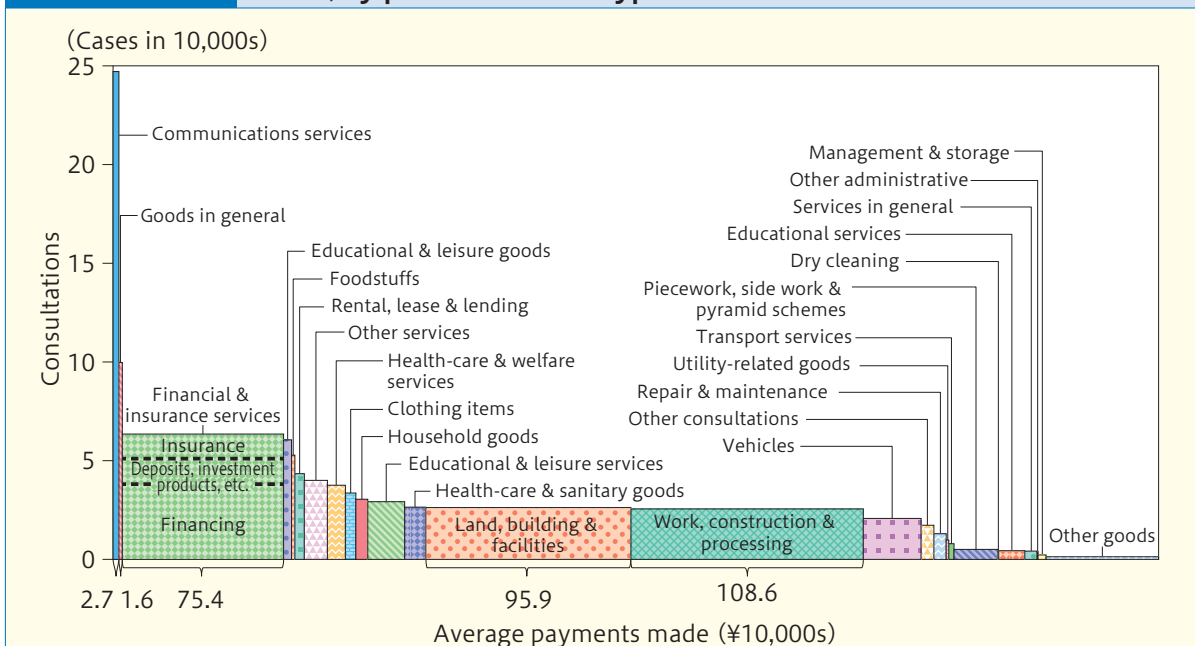 (Cases in 10,000s)
25
20
15
10
5
0
Consultations
Communications services
Goods in general
Financial &
insurance services
Insurance
Deposits, investment
products, etc.
Financing
Educational & leisure goods
Foodstuffs
Rental, lease & lending
Other services
Health-care & welfare
services
Clothing items
Household goods
Educational & leisure services
Health-care & sanitary goods
Land, building &
facilities
Work, construction &
processing
Management & storage
Other administrative
Services in general
Educational services
Dry cleaning
Piecework, side work &
pyramid schemes
Transport services
Utility-related goods
Repair & maintenance
Other consultations
Vehicles
Other goods
2.7 1.6 75.4 95.9 108.6
Average payments made (¥10,000s)